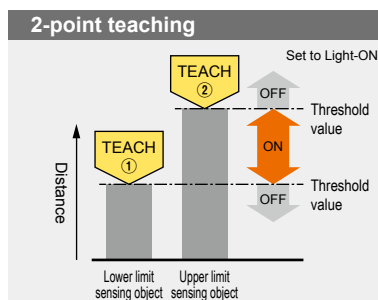 2-point teaching
Set to Light-ON
TEACH
②
OFF
Threshold
value
TEACH
①
ON
Threshold
value
OFF
Distance
Lower limit
sensing object
Upper limit
sensing object